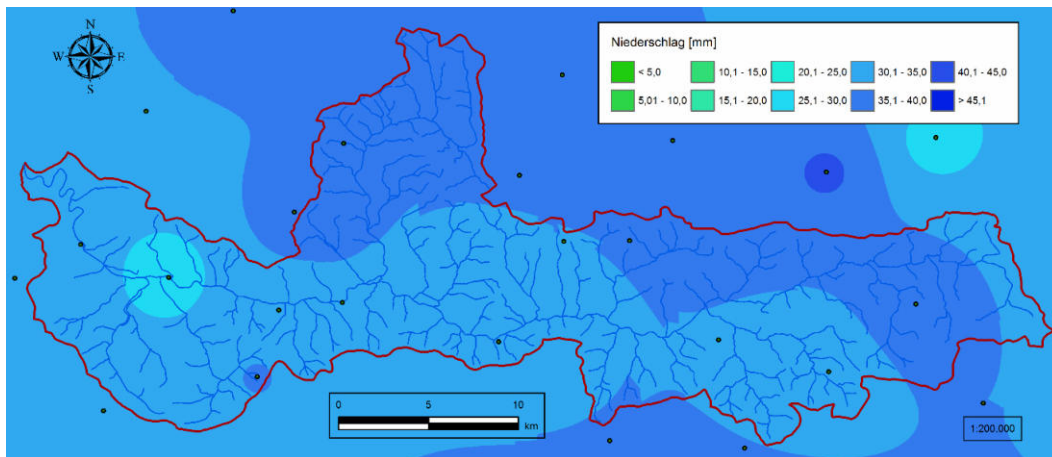 N
W E
S
Niederschlag [mm]
< 5,0 10,1 - 15,0 20,1 - 25,0 30,1 - 35,0 40,1 - 45,0
5,01 - 10,0 15,1 - 20,0 25,1 - 30,0 35,1 - 40,0 > 45,1
0 5 10
km
1:200.000